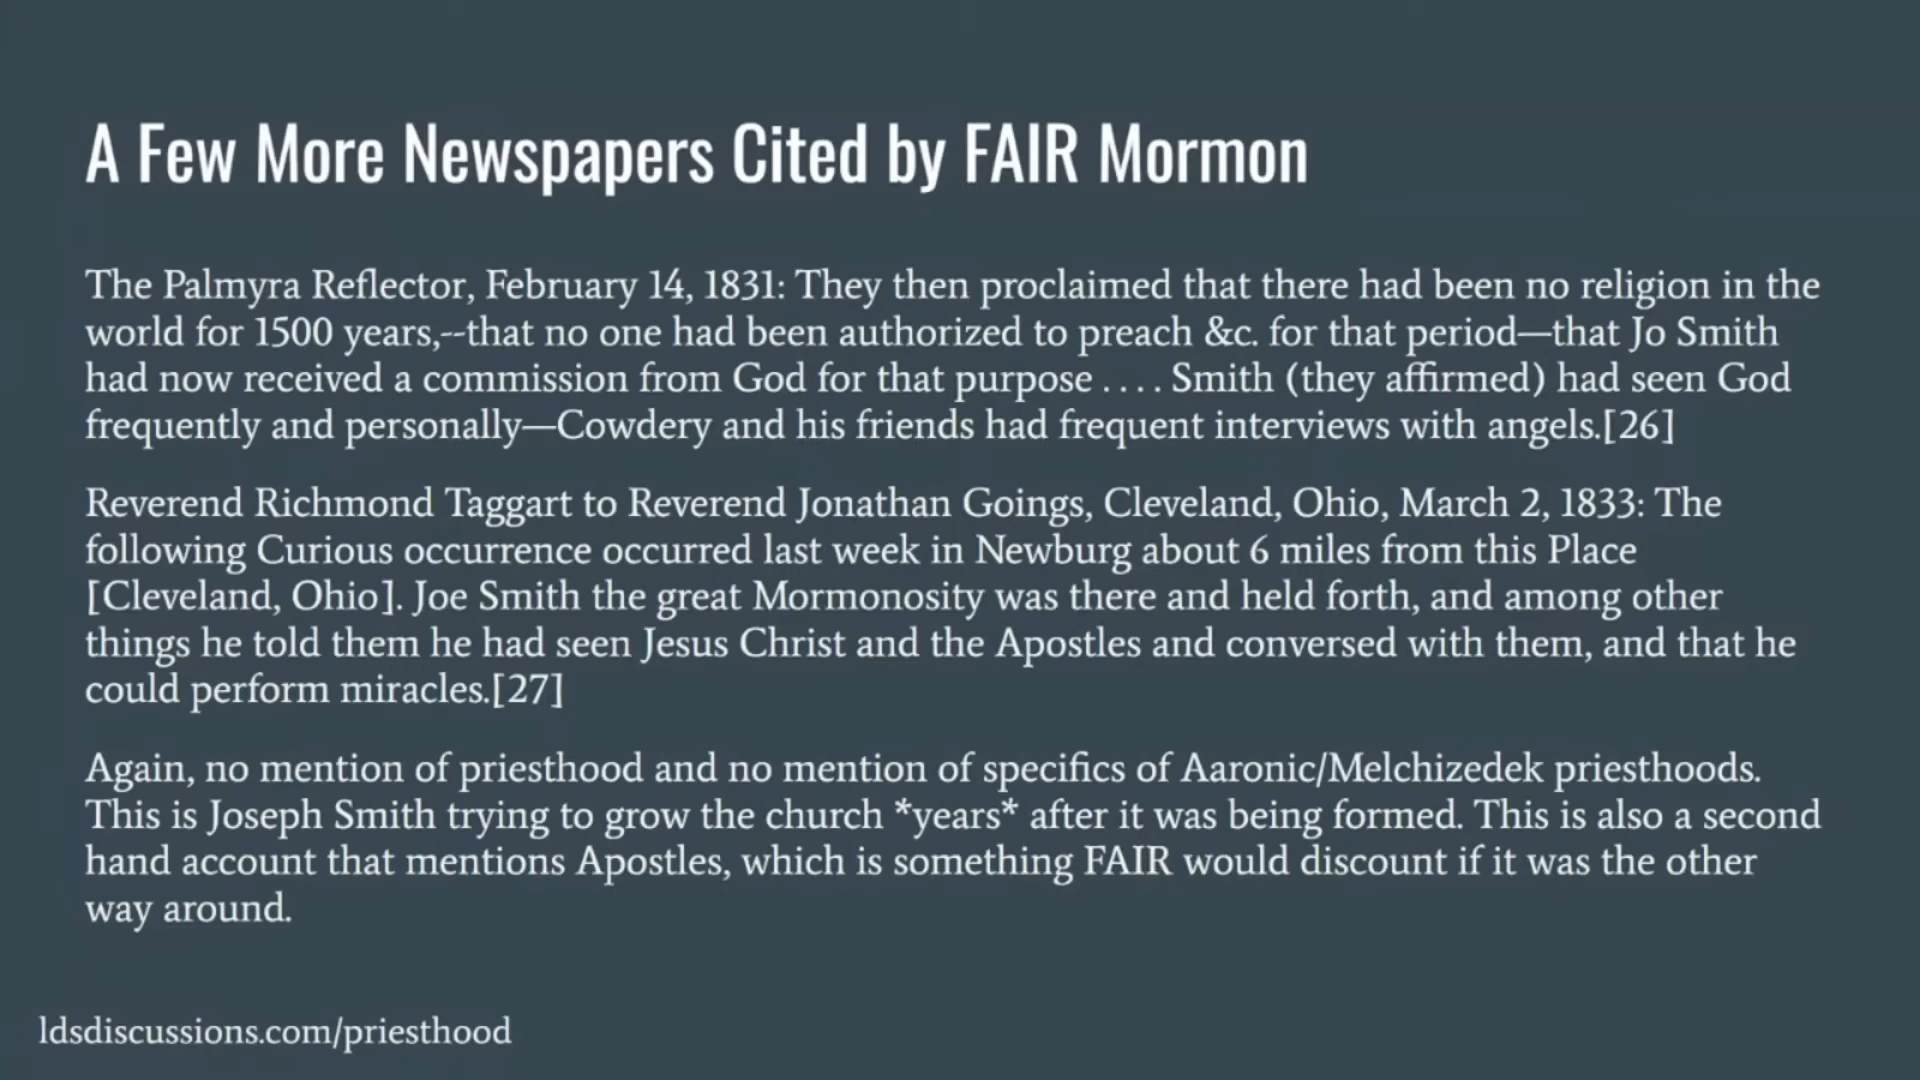 A Few More Newspapers Cited by FAIR Mormon
The Palmyra Reflector, February 14, 1831: They then proclaimed that there had been no religion in the
world for 1500 years,--that no one had been authorized to preach &c. for that period—that Jo Smith
had now received a commission from God for that purpose . . . . Smith (they affirmed) had seen God
frequently and personally—Cowdery and his friends had frequent interviews with angels.[26]
Reverend Richmond Taggart to Reverend Jonathan Goings, Cleveland, Ohio, March 2, 1833: The
following Curious occurrence occurred last week in Newburg about 6 miles from this Place
[Cleveland, Ohio]. Joe Smith the great Mormonosity was there and held forth, and among other
things he told them he had seen Jesus Christ and the Apostles and conversed with them, and that he
could perform miracles.[27]
Again, no mention of priesthood and no mention of specifics of Aaronic/Melchizedek priesthoods.
This is Joseph Smith trying to grow the church *years* after it was being formed. This is also a second
hand account that mentions Apostles, which is something FAIR would discount if it was the other
way around.
ldsdiscussions.com/priesthood